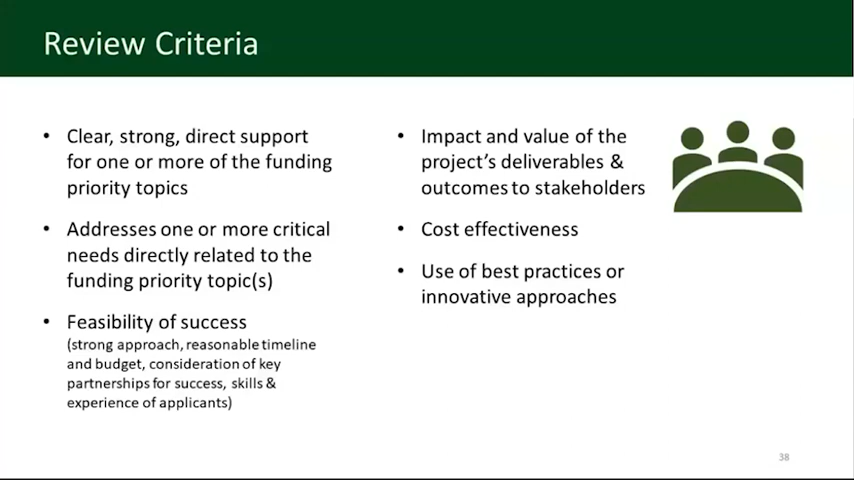 Review Criteria
• Clear, strong, direct support
for one or more of the funding
priority topics
• Addresses one or more critical
needs directly related to the
funding priority topic(s)
• Feasibility of success
(strong approach, reasonable timeline
and budget, consideration of key
partnerships for success, skills &
experience of applicants)
• Impact and value of the
project's deliverables &
outcomes to stakeholders
• Cost effectiveness
• Use of best practices or
innovative approaches
38